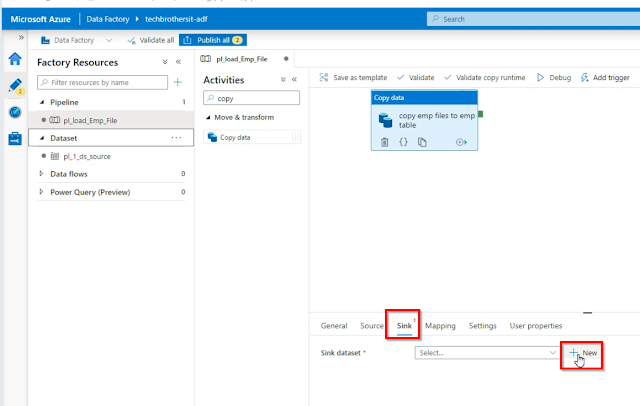 Microsoft Azure
Data Factory
techbrothersit-adf
Search
Data Factory
Validate all
Publish all
2
2
Factory Resources
Filter resources by name
Pipeline
1
pl_load_Emp_File
Dataset
pl_1_ds_source
Data flows
0
Power Query (Preview)
0
pl_load_Emp_File
Activities
copy
Move & transform
Copy data
Save as template
Validate
Validate copy runtime
Debug
Add trigger
Copy data
copy emp files to emp
table
General
Source
Sink
1
Mapping
Settings
User properties
Sink dataset *
Select...
New